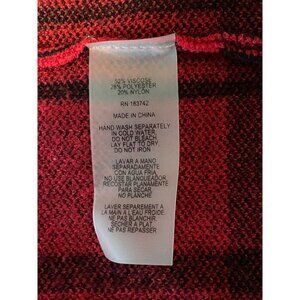 52% VISCOSE
28% POLYESTER
20% NYLON
RN 163742
MADE IN CHINA
HAND WASH SEPARATELY
IN COLD WATER,
DO NOT BLEACH,
LAY FLAT TO DRY
DO NOT IRON
LAVAR A MANO
SEPARADAMENTE
CON AGUA FRIA
NO USE BLANQUEADOR,
RECOSTAR PLANAMENTE
PARA SECAR,
NO PLANCHE
LAVER SEPAREMENT A
LA MAIN A L'EAU FROIDE,
NE PAS BLANCHIR,
SECHER A PLAT
NE PAS REPASSER